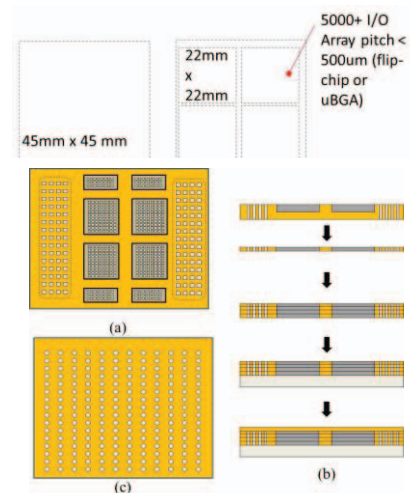 5000+ I/O
Array pitch <
500um (flip-
chip or
uBGA)
22mm
x
22mm
45mm x 45 mm
(a)
(b)
(c)